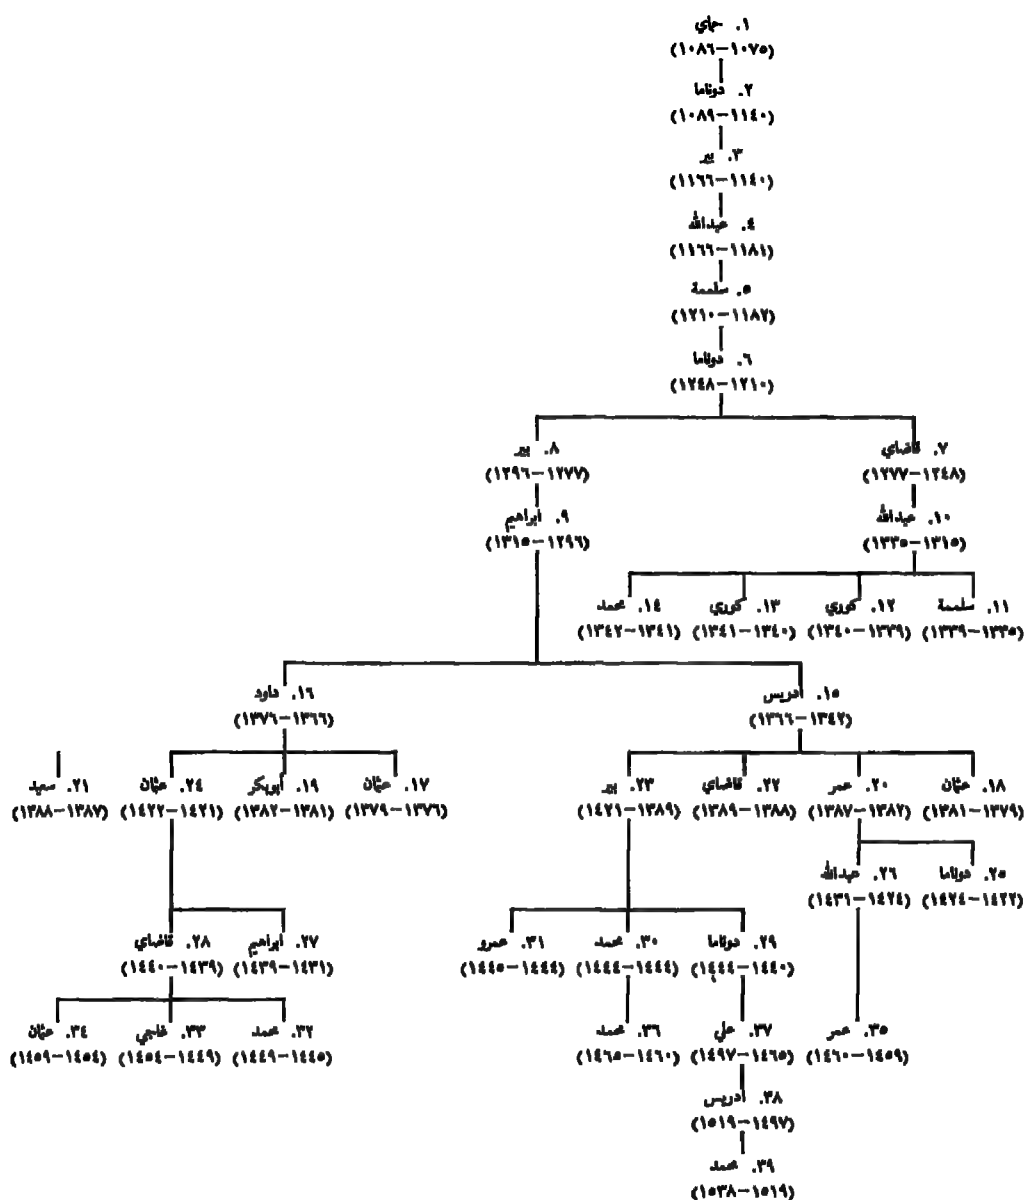 ١. حماي
(١٠٧٥-١٠٨٦)
٢. دوناما
(١١٤٠-١٠٨٩)
٣. بير
(١١٤٠-١١٦٦)
٤. عبدالله
(١١٨١-١١٦٦)
٥. سلممة
(١١٨٢-١٢١٠)
٦. دوناما
(١٢١٠-١٢٤٨)
٧. قاضاي
(١٢٤٨-١٢٧٧)
٨. بير
(١٢٧٧-١٢٩٦)
٩. ابراهيم
(١٢٩٦-١٣١٥)
١٠. عبدالله
(١٣١٥-١٣٣٥)
١١. سلممة
(١٣٣٥-١٣٣٩)
١٢. كوري
(١٣٣٩-١٣٤٠)
١٣. كوري
(١٣٤٠-١٣٤١)
١٤. محمد
(١٣٤١-١٣٤٢)
١٥. ادريس
(١٣٤٢-١٣٦٦)
١٦. داود
(١٣٦٦-١٣٧٦)
١٨. عثمان
(١٣٧٩-١٣٨١)
٢٠. عمر
(١٣٨٢-١٣٨٧)
٢٢. قاضاي
(١٣٨٨-١٣٨٩)
٢٣. بير
(١٣٨٩-١٤٢١)
١٧. عثمان
(١٣٧٦-١٣٧٩)
١٩. أبوبكر
(١٣٨١-١٣٨٢)
٢٤. عثمان
(١٤٢١-١٤٢٢)
٢١. سعيد
(١٣٨٧-١٣٨٨)
٢٥. دوناما
(١٤٢٢-١٤٢٤)
٢٦. عبدالله
(١٤٢٤-١٤٣١)
٢٩. دوناما
(١٤٤٠-١٤٤٤)
٣٠. محمد
(١٤٤٤-١٤٤٤)
٣١. عمرو
(١٤٤٤-١٤٤٥)
٢٧. ابراهيم
(١٤٣١-١٤٣٩)
٢٨. قاضاي
(١٤٣٩-١٤٤٠)
٣٥. عمر
(١٤٥٩-١٤٦٠)
٣٧. علي
(١٤٦٥-١٤٩٧)
٣٦. محمد
(١٤٦٠-١٤٦٥)
٣٢. محمد
(١٤٤٥-١٤٤٩)
٣٣. غاجي
(١٤٤٩-١٤٥٤)
٣٤. عثمان
(١٤٥٤-١٤٥٩)
٣٨. ادريس
(١٤٩٧-١٥١٩)
٣٩. محمد
(١٥١٩-١٥٣٨)